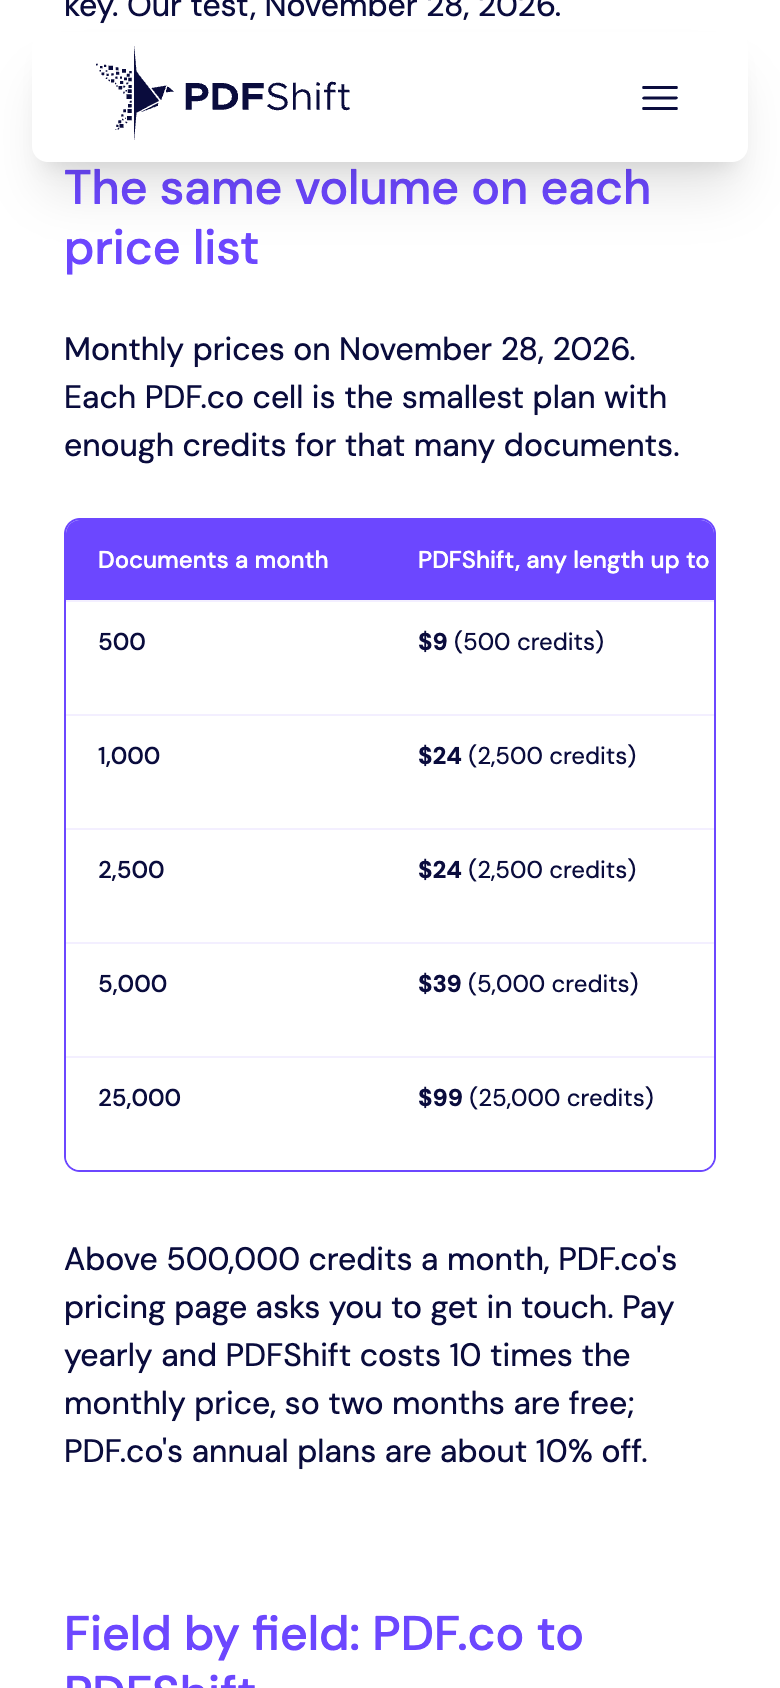 key. Our test, November 28, 2026.
PDFShift
The same volume on each
price list
Monthly prices on November 28, 2026.
Each PDF.co cell is the smallest plan with
enough credits for that many documents.
Documents a month PDFShift, any length up to
500 $9 (500 credits)
1,000 $24 (2,500 credits)
2,500 $24 (2,500 credits)
5,000 $39 (5,000 credits)
25,000 $99 (25,000 credits)
Above 500,000 credits a month, PDF.co's
pricing page asks you to get in touch. Pay
yearly and PDFShift costs 10 times the
monthly price, so two months are free;
PDF.co's annual plans are about 10% off.
Field by field: PDF.co to
PDFShift